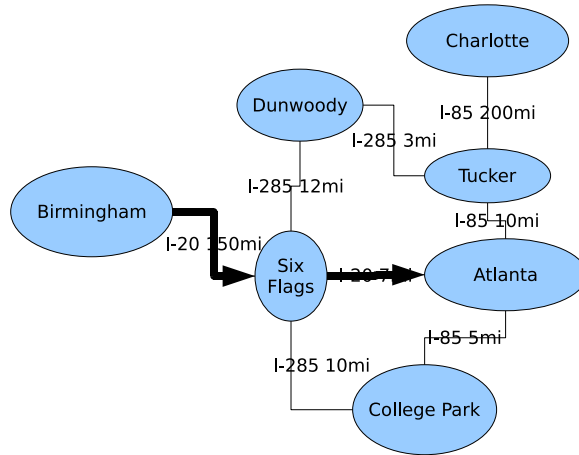 Charlotte
Dunwoody
I-85 200mi
I-285 3mi
Tucker
I-285 12mi
Birmingham
I-85 10mi
I-20 150mi
Six
Flags
Atlanta
I-85 5mi
I-285 10mi
College Park